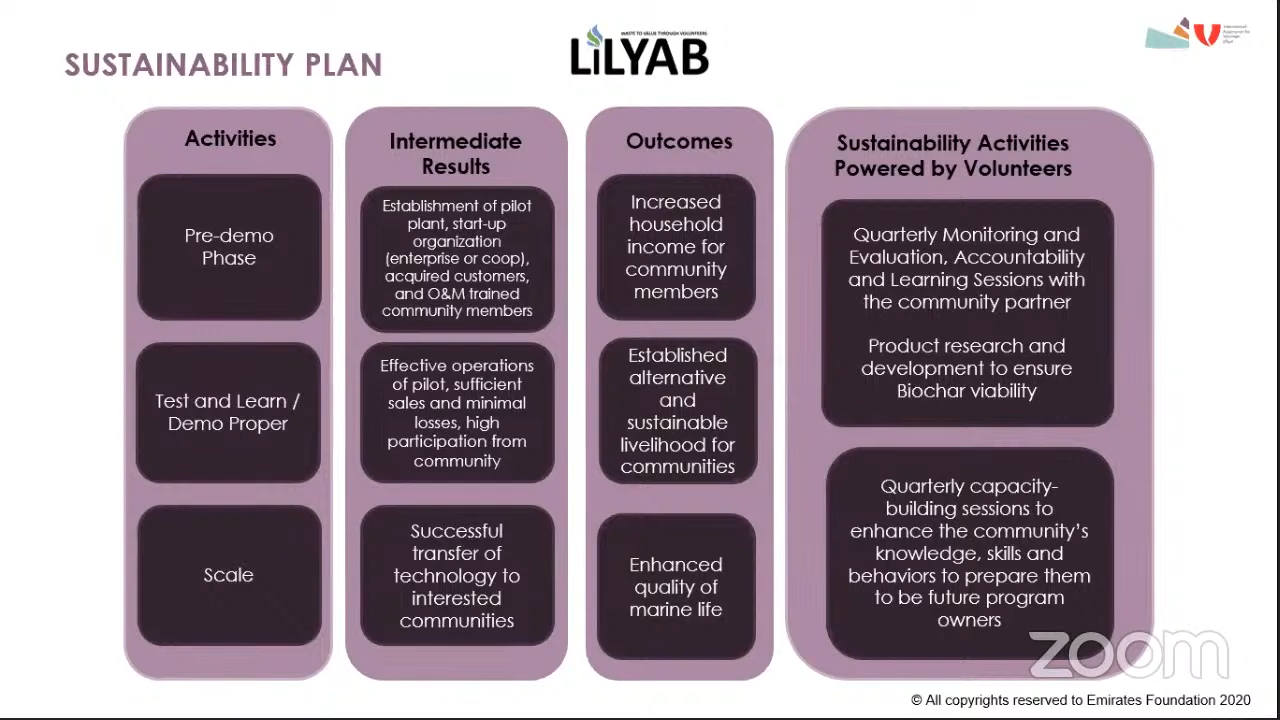 SUSTAINABILITY PLAN
WASTE TO VALUE THROUGH VOLUNTEERS
LiLYAB
International
Association for
Volunteer
Effort
Activities
Pre-demo
Phase
Test and Learn /
Demo Proper
Scale
Intermediate
Results
Establishment of pilot
plant, start-up
organization
(enterprise or coop),
acquired customers,
and O&M trained
community members
Effective operations
of pilot, sufficient
sales and minimal
losses, high
participation from
community
Successful
transfer of
technology to
interested
communities
Outcomes
Increased
household
income for
community
members
Established
alternative
and
sustainable
livelihood for
communities
Enhanced
quality of
marine life
Sustainability Activities
Powered by Volunteers
Quarterly Monitoring and
Evaluation, Accountability
and Learning Sessions with
the community partner
Product research and
development to ensure
Biochar viability
Quarterly capacity-
building sessions to
enhance the community’s
knowledge, skills and
behaviors to prepare them
to be future program
owners
zoom
© All copyrights reserved to Emirates Foundation 2020